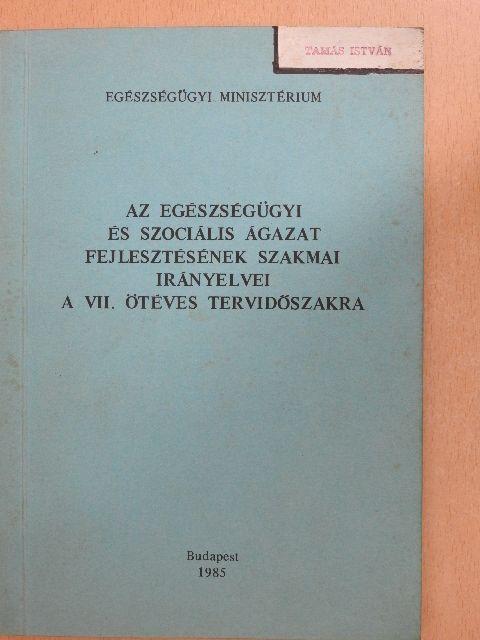 TAMÁS ISTVÁN
EGÉSZSÉGÜGYI MINISZTÉRIUM
AZ EGÉSZSÉGÜGYI
ÉS SZOCIÁLIS ÁGAZAT
FEJLESZTÉSÉNEK SZAKMAI
IRÁNYELVEI
A VII. ÖTÉVES TERVIDŐSZAKRA
Budapest
1985